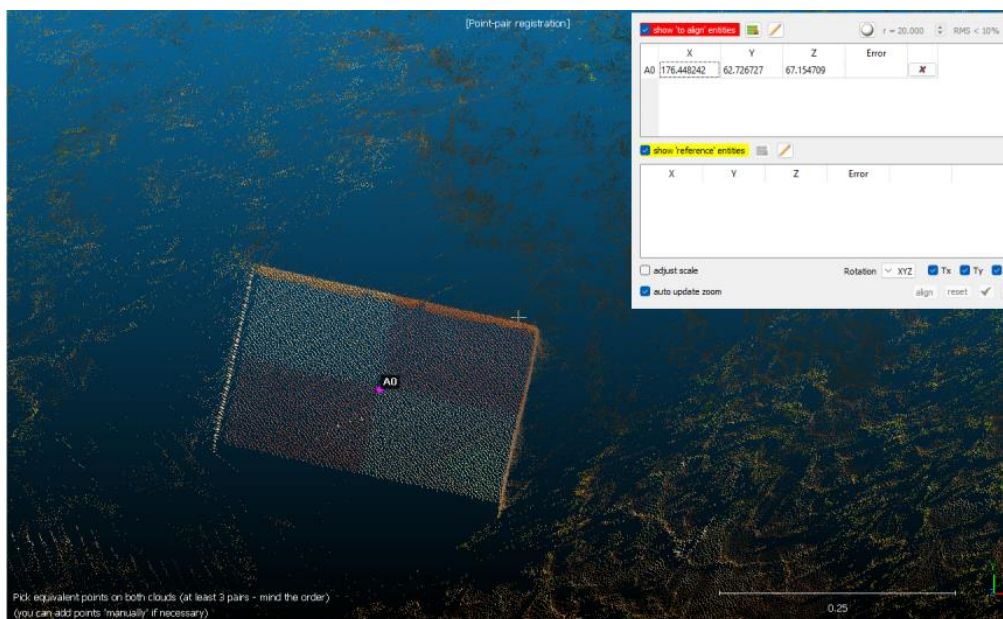 [Point-pair registration]
show 'to align' entities
r = 20.000
RMS < 10%
X Y Z Error
A0 176.448242 62.726727 67.154709
show 'reference' entities
X Y Z Error
adjust scale Rotation XYZ Tx Ty
auto update zoom align reset
A0
Pick equivalent points on both clouds (at least 3 pairs - mind the order)
(you can add points 'manually' if necessary)
0.25